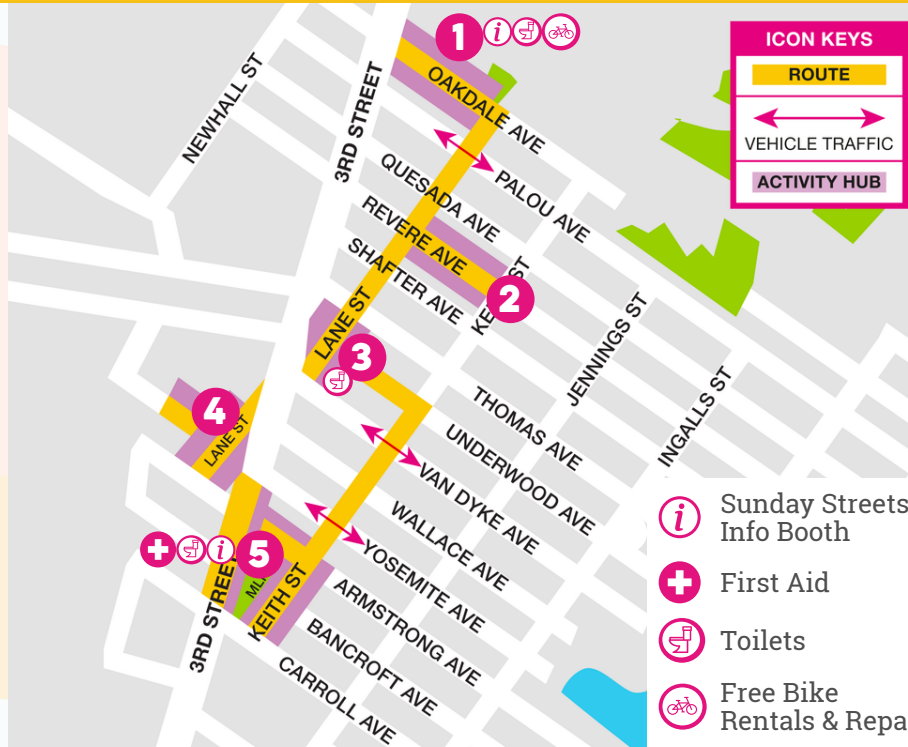 1
NEWHALL ST
3RD STREET
OAKDALE AVE
PALOU AVE
QUESADA AVE
REVERE AVE
SHAFTER AVE
2
LANE ST
3
JENNINGS ST
INGALLS ST
4
LANE ST
THOMAS AVE
UNDERWOOD AVE
VAN DYKE AVE
WALLACE AVE
YOSEMITE AVE
ARMSTRONG AVE
BANCROFT AVE
CARROLL AVE
5
3RD STREET
KEITH ST
ICON KEYS
ROUTE
VEHICLE TRAFFIC
ACTIVITY HUB
i Sunday Streets
Info Booth
First Aid
Toilets
Free Bike
Rentals & Repa